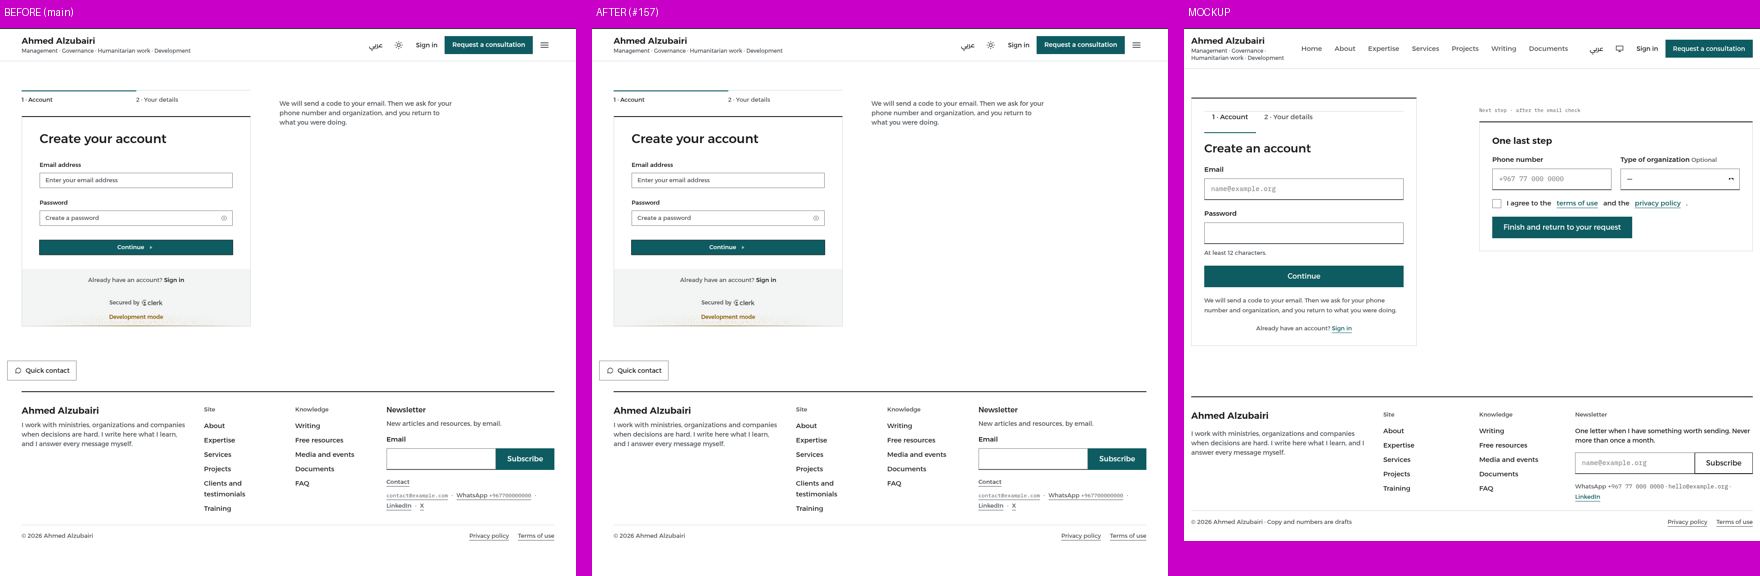 BEFORE (main)
Ahmed Alzubairi
Management · Governance · Humanitarian work · Development
عربي
Sign in
Request a consultation
1 · Account
2 · Your details
We will send a code to your email. Then we ask for your
phone number and organization, and you return to
what you were doing.
Create your account
Email address
Enter your email address
Password
Create a password
Continue
Already have an account? Sign in
Secured by clerk
Development mode
Quick contact
Ahmed Alzubairi
I work with ministries, organizations and companies
when decisions are hard. I write here what I learn,
and I answer every message myself.
Site
About
Expertise
Services
Projects
Clients and
testimonials
Training
Knowledge
Writing
Free resources
Media and events
Documents
FAQ
Newsletter
New articles and resources, by email.
Email
Subscribe
Contact
contact@example.com · WhatsApp +967700000000 ·
LinkedIn · X
© 2026 Ahmed Alzubairi
Privacy policy
Terms of use
AFTER (#157)
Ahmed Alzubairi
Management · Governance · Humanitarian work · Development
عربي
Sign in
Request a consultation
1 · Account
2 · Your details
We will send a code to your email. Then we ask for your
phone number and organization, and you return to
what you were doing.
Create your account
Email address
Enter your email address
Password
Create a password
Continue
Already have an account? Sign in
Secured by clerk
Development mode
Quick contact
Ahmed Alzubairi
I work with ministries, organizations and companies
when decisions are hard. I write here what I learn,
and I answer every message myself.
Site
About
Expertise
Services
Projects
Clients and
testimonials
Training
Knowledge
Writing
Free resources
Media and events
Documents
FAQ
Newsletter
New articles and resources, by email.
Email
Subscribe
Contact
contact@example.com · WhatsApp +967700000000 ·
LinkedIn · X
© 2026 Ahmed Alzubairi
Privacy policy
Terms of use
MOCKUP
Ahmed Alzubairi
Management · Governance ·
Humanitarian work · Development
Home
About
Expertise
Services
Projects
Writing
Documents
عربي
Sign in
Request a consultation
1 · Account
2 · Your details
Create an account
Email
name@example.org
Password
At least 12 characters.
Continue
We will send a code to your email. Then we ask for your phone
number and organization, and you return to what you were doing.
Already have an account? Sign in
Next step · after the email check
One last step
Phone number
Type of organization Optional
+967 77 000 0000
—
I agree to the terms of use and the privacy policy .
Finish and return to your request
Ahmed Alzubairi
I work with ministries, organizations and companies
when decisions are hard. I write here what I learn, and I
answer every message myself.
Site
About
Expertise
Services
Projects
Training
Knowledge
Writing
Free resources
Media and events
Documents
FAQ
Newsletter
One letter when I have something worth sending. Never
more than once a month.
name@example.org
Subscribe
WhatsApp +967 77 000 0000 · hello@example.org ·
LinkedIn
© 2026 Ahmed Alzubairi · Copy and numbers are drafts
Privacy policy
Terms of use